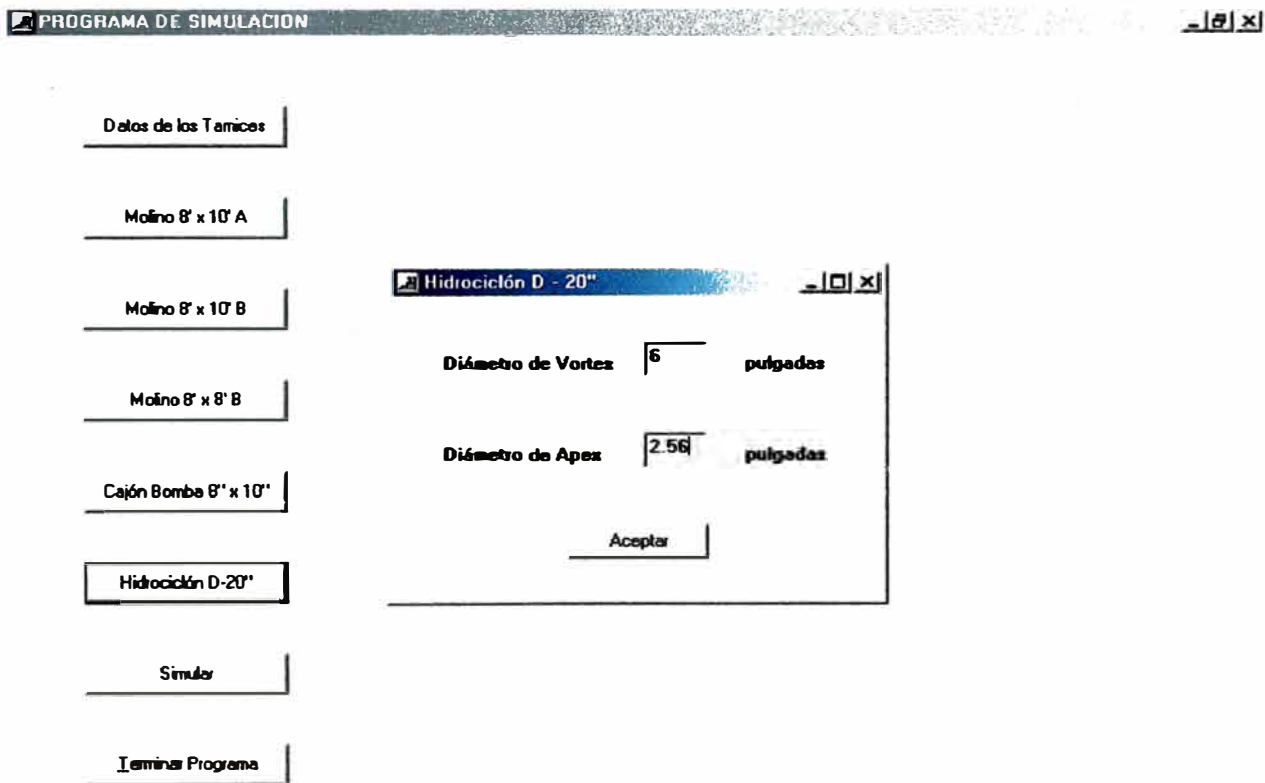 PROGRAMA DE SIMULACION
Datos de los Tamices
Molino 8' x 10' A
Molino 8' x 10' B
Molino 8' x 8' B
Cajón Bomba 8'' x 10''
Hidrociclón D-20''
Simular
Terminar Programa
Hidrociclón D - 20''
Diámetro de Vortex 6 pulgadas
Diámetro de Apex 2.56 pulgadas
Aceptar